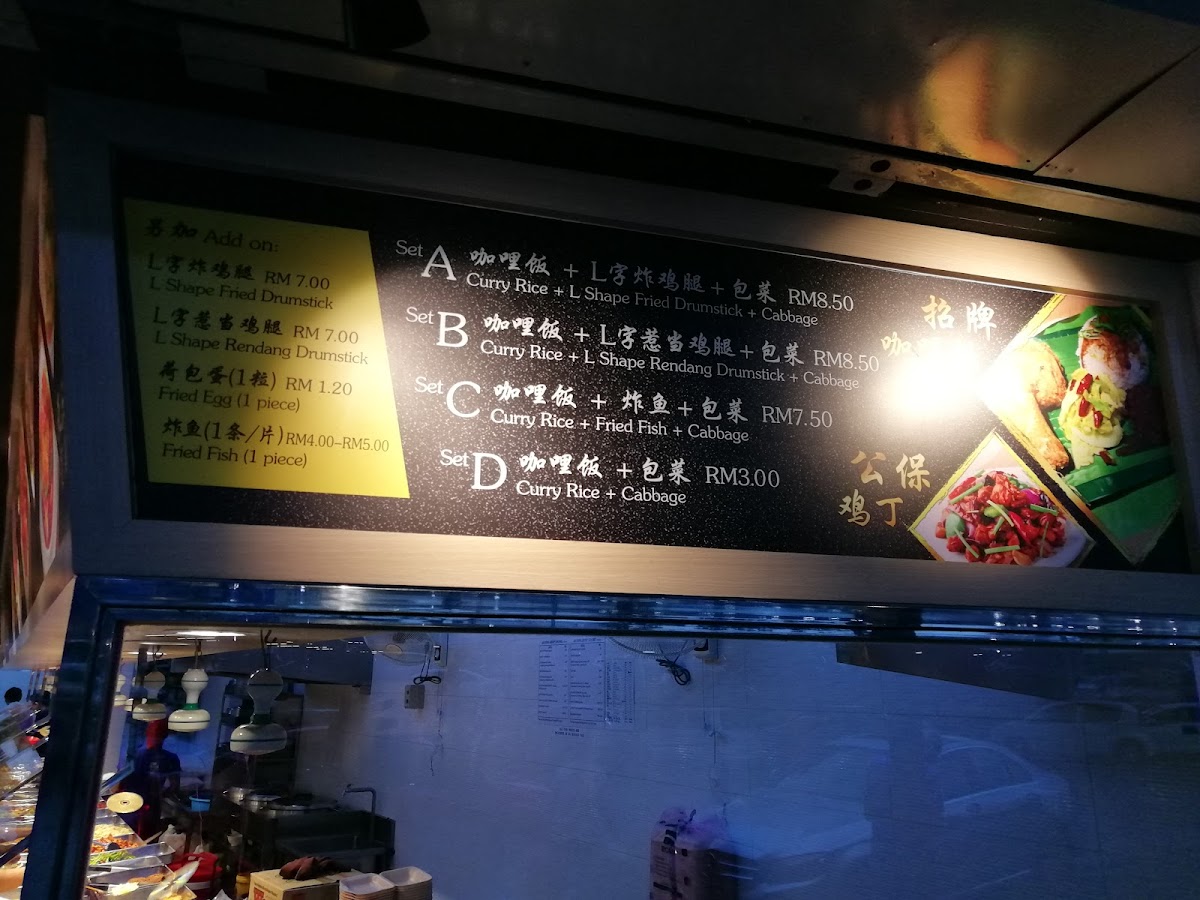 另加 Add on:
L字炸鸡腿 RM 7.00
L Shape Fried Drumstick
L字惹当鸡腿 RM 7.00
L Shape Rendang Drumstick
荷包蛋(1粒) RM 1.20
Fried Egg (1 piece)
炸鱼(1条/片)RM4.00-RM5.00
Fried Fish (1 piece)
Set A 咖哩饭 + L字炸鸡腿 + 包菜 RM8.50
Curry Rice + L Shape Fried Drumstick + Cabbage
Set B 咖哩饭 + L字惹当鸡腿 + 包菜 RM8.50
Curry Rice + L Shape Rendang Drumstick + Cabbage
Set C 咖哩饭 + 炸鱼 + 包菜 RM7.50
Curry Rice + Fried Fish + Cabbage
Set D 咖哩饭 + 包菜 RM3.00
Curry Rice + Cabbage
招牌
咖
公保
鸡丁